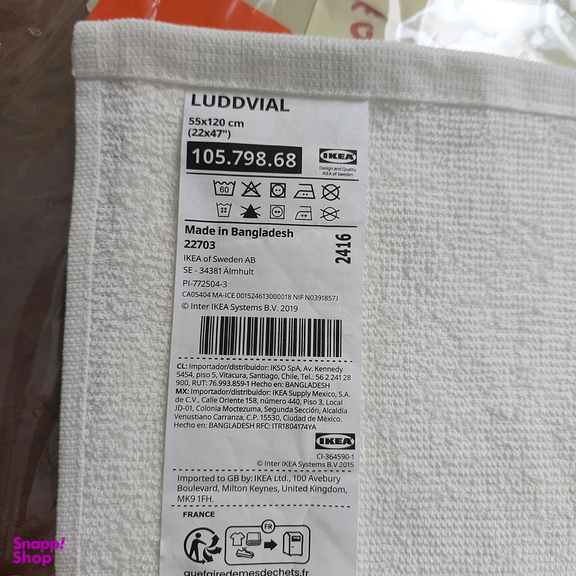 LUDDVIAL
55x120 cm
(22x47")
105.798.68
IKEA
Design and Quality
IKEA of Sweden
60
Made in Bangladesh
22703
2416
IKEA of Sweden AB
SE - 34381 Älmhult
PI-772504-3
CA05404 MA-ICE 001524613000018 NIF N0391857J
© Inter IKEA Systems B.V. 2019
CL: Importador/distribuidor: IKSO SpA, Av. Kennedy
5454, piso 5, Vitacura, Santiago, Chile, Tel.: 56 2 241 28
900, RUT: 76.993.859-1 Hecho en: BANGLADESH
MX: Importador/distribuidor: IKEA Supply Mexico, S.A.
de C.V., Calle Oriente 158, número 440, Piso 3, Local
JD-01, Colonia Moctezuma, Segunda Sección, Alcaldía
Venustiano Carranza, C.P. 15530, Ciudad de México.
Hecho en: BANGLADESH RFC: ITR1804174YA
IKEA
CI-364590-1
© Inter IKEA Systems B.V 2015
Imported to GB by: IKEA Ltd., 100 Avebury
Boulevard, Milton Keynes, United Kingdom,
MK9 1FH.
FRANCE
FR
quefairedemesdechets.fr
Snapp!
Shop